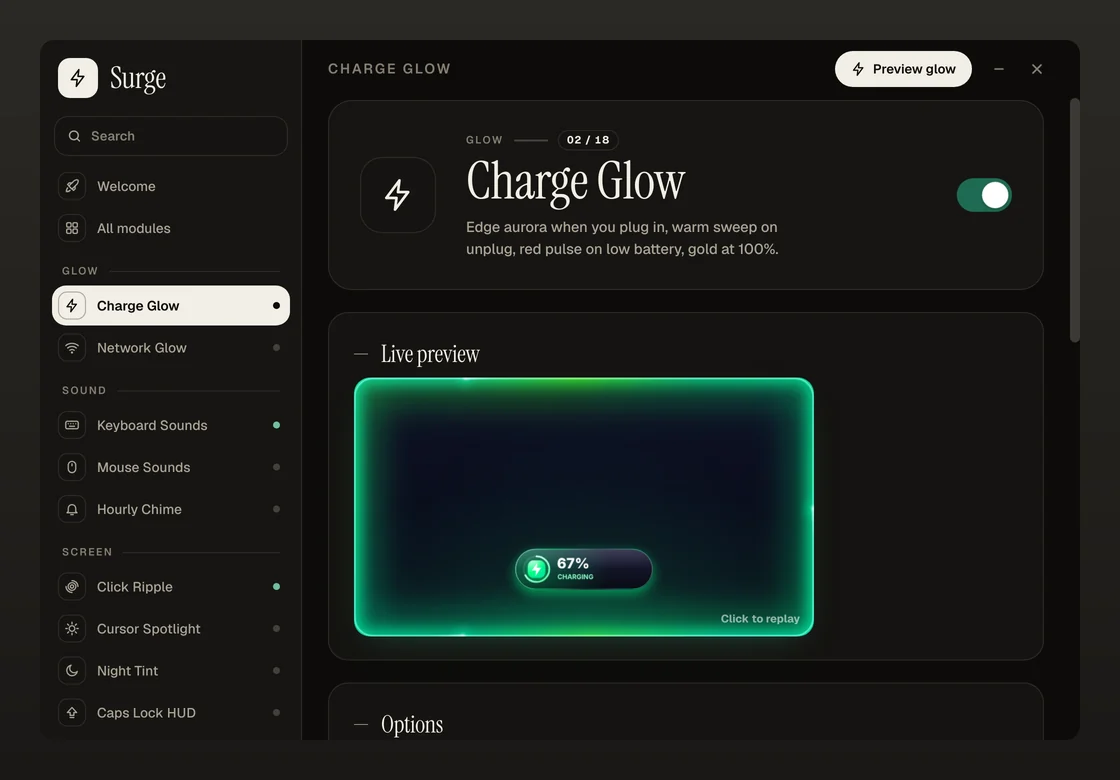 Surge
Search
Welcome
All modules
GLOW
Charge Glow
Network Glow
SOUND
Keyboard Sounds
Mouse Sounds
Hourly Chime
SCREEN
Click Ripple
Cursor Spotlight
Night Tint
Caps Lock HUD
CHARGE GLOW
Preview glow
GLOW 02 / 18
Charge Glow
Edge aurora when you plug in, warm sweep on
unplug, red pulse on low battery, gold at 100%.
Live preview
67%
CHARGING
Click to replay
Options